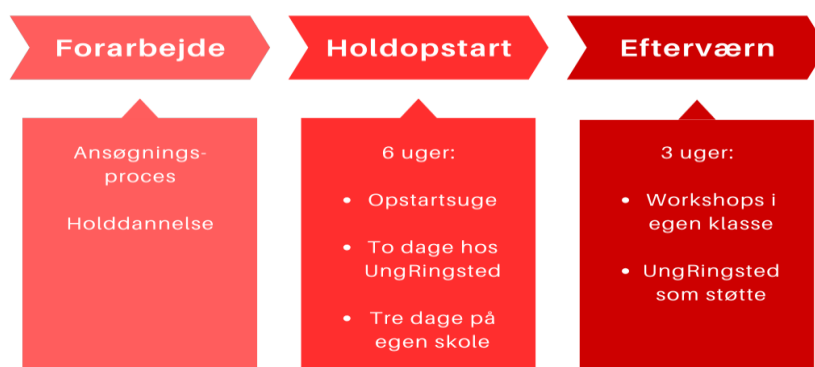 Forarbejde
Ansøgnings-
proces
Holddannelse
Holdopstart
6 uger:
• Opstartsuge
• To dage hos
UngRingsted
• Tre dage på
egen skole
Efterværn
3 uger:
• Workshops i
egen klasse
• UngRingsted
som støtte